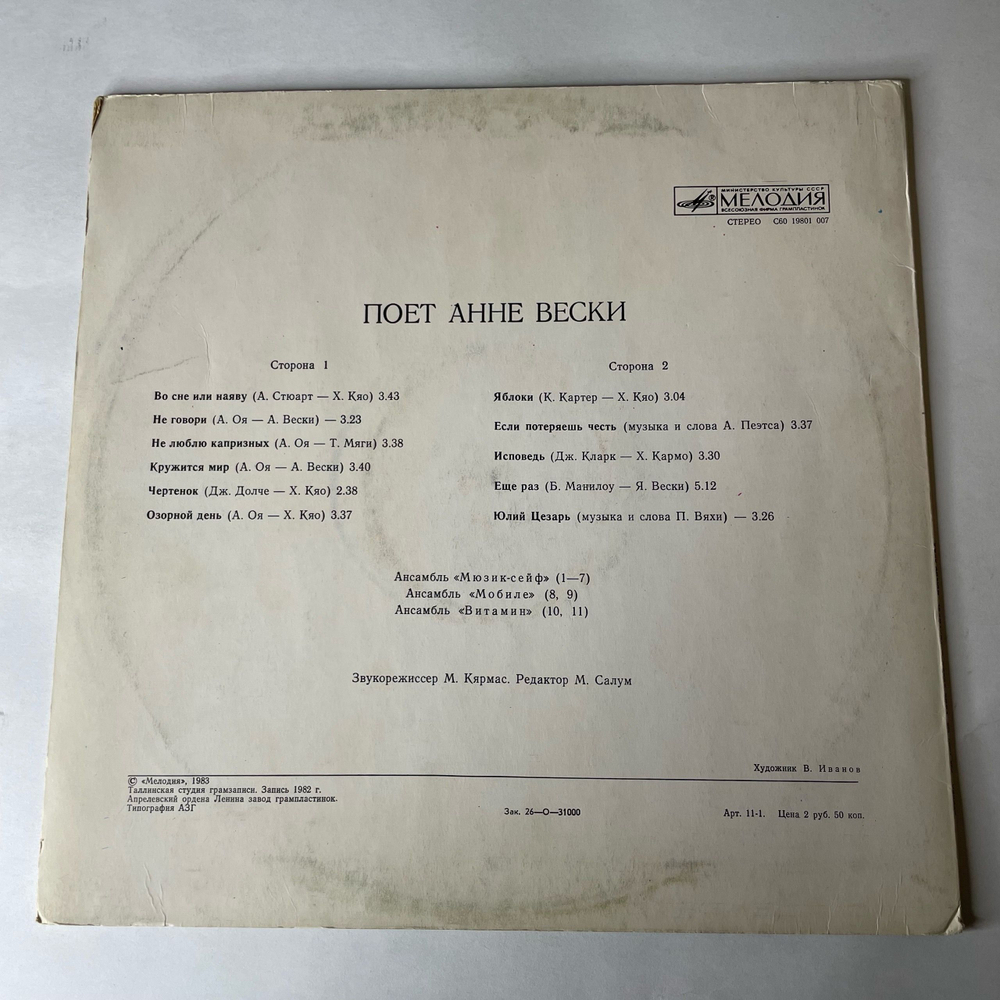 МИНИСТЕРСТВО КУЛЬТУРЫ СССР
МЕЛОДИЯ
ВСЕСОЮЗНАЯ ФИРМА ГРАМПЛАСТИНОК
СТЕРЕО С60 19801 007
ПОЕТ АННЕ ВЕСКИ
Сторона 1
Во сне или наяву (А. Стюарт — Х. Кяо) 3.43
Не говори (А. Оя — А. Вески) — 3.23
Не люблю капризных (А. Оя — Т. Мяги) 3.38
Кружится мир (А. Оя — А. Вески) 3.40
Чертенок (Дж. Долче — Х. Кяо) 2.38
Озорной день (А. Оя — Х. Кяо) 3.37
Сторона 2
Яблоки (К. Картер — Х. Кяо) 3.04
Если потеряешь честь (музыка и слова А. Пеэтса) 3.37
Исповедь (Дж. Кларк — Х. Кармо) 3.30
Еще раз (Б. Манилоу — Я. Вески) 5.12
Юлий Цезарь (музыка и слова П. Вяхи) — 3.26
Ансамбль «Мюзик-сейф» (1—7)
Ансамбль «Мобиле» (8, 9)
Ансамбль «Витамин» (10, 11)
Звукорежиссер М. Кярмас. Редактор М. Салум
Художник В. Иванов
© «Мелодия», 1983
Таллинская студия грамзаписи. Запись 1982 г.
Апрелевский ордена Ленина завод грампластинок.
Типография АЗГ
Зак. 26—О—31000
Арт. 11-1. Цена 2 руб. 50 коп.